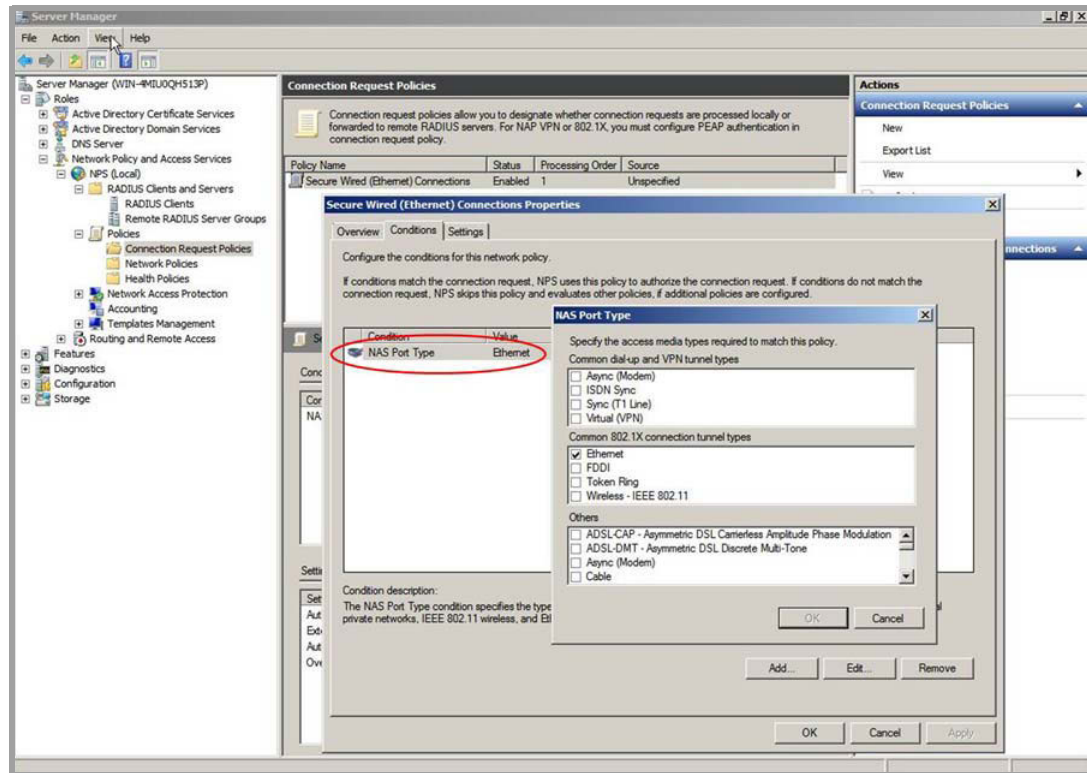 Server Manager
File Action View Help
Server Manager (WIN-4MIU0QH513P)
Roles
Active Directory Certificate Services
Active Directory Domain Services
DNS Server
Network Policy and Access Services
NPS (Local)
RADIUS Clients and Servers
RADIUS Clients
Remote RADIUS Server Groups
Policies
Connection Request Policies
Network Policies
Health Policies
Network Access Protection
Accounting
Templates Management
Routing and Remote Access
Features
Diagnostics
Configuration
Storage
Connection Request Policies
Connection request policies allow you to designate whether connection requests are processed locally or
forwarded to remote RADIUS servers. For NAP VPN or 802.1X, you must configure PEAP authentication in
connection request policy.
Policy Name Status Processing Order Source
Secure Wired (Ethernet) Connections Enabled 1 Unspecified
Actions
Connection Request Policies
New
Export List
View
nnections
Secure Wired (Ethernet) Connections Properties
Overview Conditions Settings
Configure the conditions for this network policy.
If conditions match the connection request, NPS uses this policy to authorize the connection request. If conditions do not match the
connection request, NPS skips this policy and evaluates other policies, if additional policies are configured.
Condition Value
NAS Port Type Ethernet
Condition description:
The NAS Port Type condition specifies the type
private networks, IEEE 802.11 wireless, and Et
Add... Edit... Remove
OK Cancel Apply
NAS Port Type
Specify the access media types required to match this policy.
Common dial-up and VPN tunnel types
Async (Modem)
ISDN Sync
Sync (T1 Line)
Virtual (VPN)
Common 802.1X connection tunnel types
Ethernet
FDDI
Token Ring
Wireless - IEEE 802.11
Others
ADSL-CAP - Asymmetric DSL Carrierless Amplitude Phase Modulation
ADSL-DMT - Asymmetric DSL Discrete Multi-Tone
Async (Modem)
Cable
OK Cancel
Conc
Cor
NA
Setti
Set
Aut
Exte
Aut
Ove